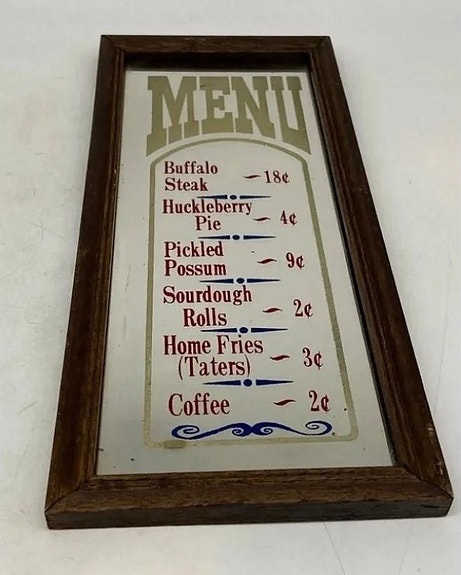 MENU
Buffalo
Steak ~ 18¢
Huckleberry
Pie ~ 4¢
Pickled
Possum ~ 9¢
Sourdough
Rolls ~ 2¢
Home Fries
(Taters) ~ 3¢
Coffee ~ 2¢